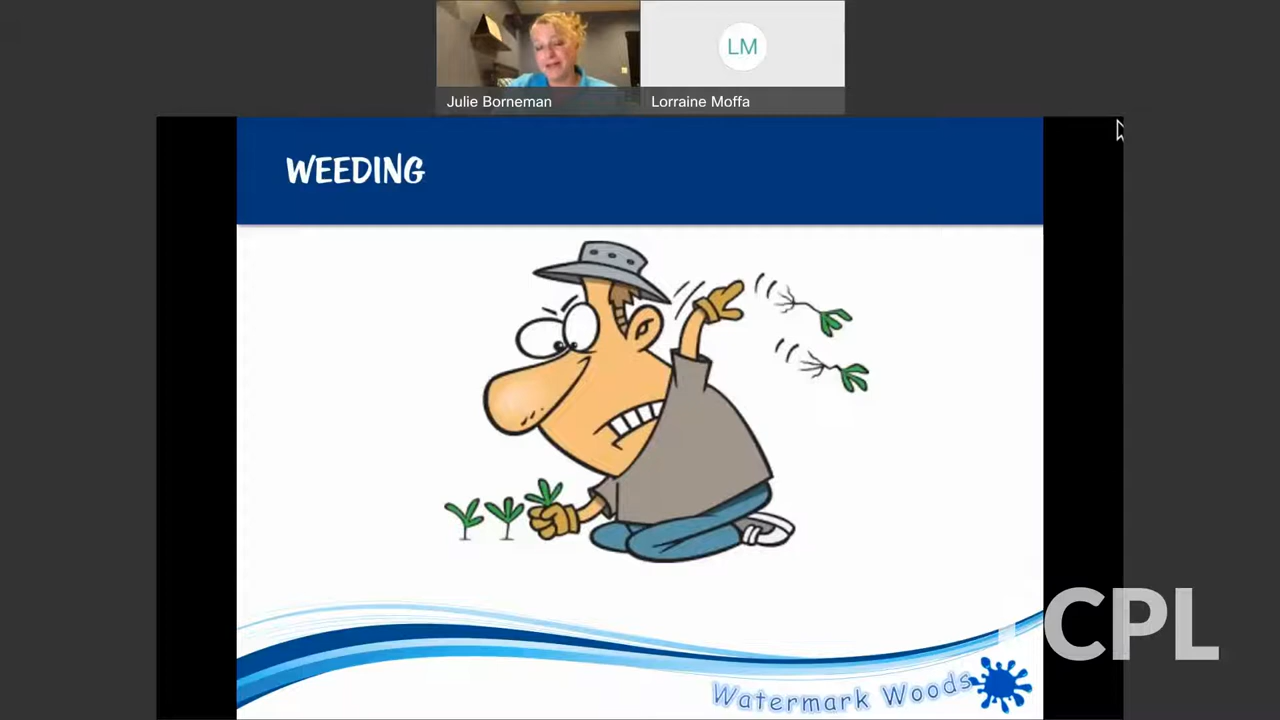 LM
Julie Borneman
Lorraine Moffa
WEEDING
CPL
Watermark Woods